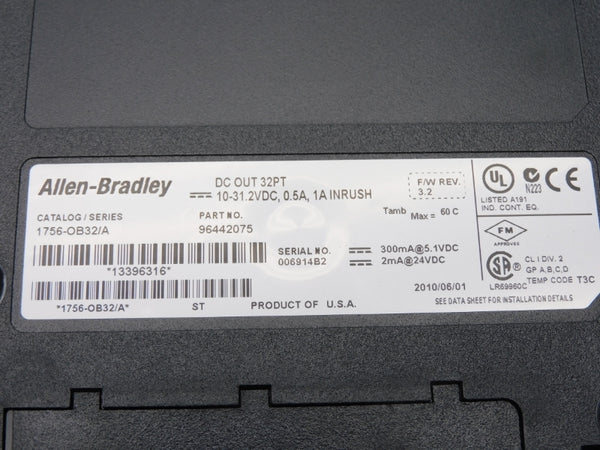 Allen-Bradley
DC OUT 32PT
10-31.2VDC, 0.5A, 1A INRUSH
F/W REV.
3.2
UL
N223
CE
LISTED A191
IND. CONT. EQ.
CATALOG / SERIES
1756-OB32/A
PART NO.
96442075
Tamb Max = 60 C
FM
APPROVED
*13396316*
SERIAL NO.
006914B2
300mA@5.1VDC
2mA@24VDC
SA
LR69960C
CL I DIV. 2
GP A,B,C,D
TEMP CODE T3C
*1756-OB32/A*
ST
PRODUCT OF U.S.A.
2010/06/01
SEE DATA SHEET FOR INSTALLATION DETAILS